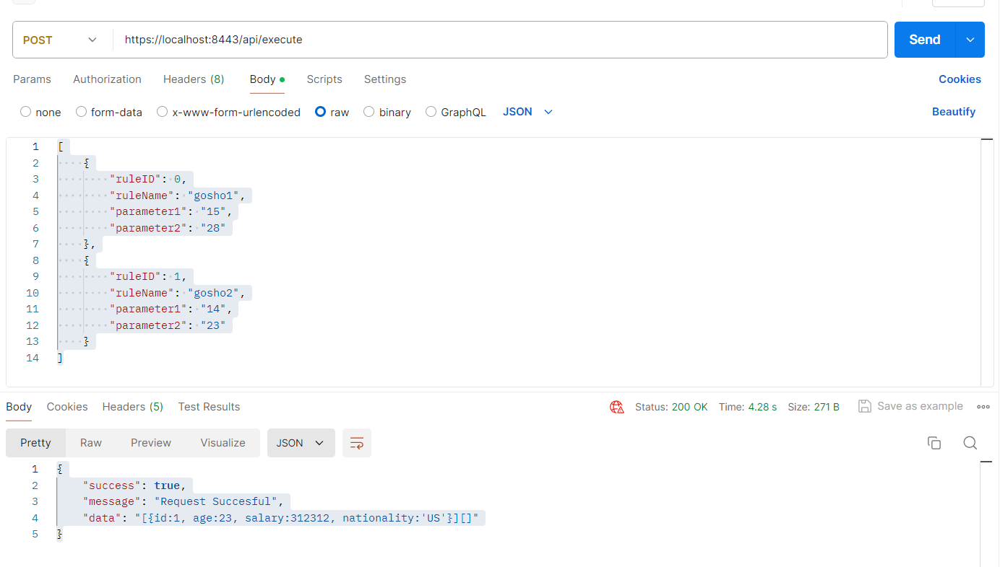 POST https://localhost:8443/api/execute Send
Params Authorization Headers (8) Body Scripts Settings Cookies
none form-data x-www-form-urlencoded raw binary GraphQL JSON Beautify
1 [
2 {
3 "ruleID": 0,
4 "ruleName": "gosho1",
5 "parameter1": "15",
6 "parameter2": "28"
7 },
8 {
9 "ruleID": 1,
10 "ruleName": "gosho2",
11 "parameter1": "14",
12 "parameter2": "23"
13 }
14 ]
Body Cookies Headers (5) Test Results Status: 200 OK Time: 4.28 s Size: 271 B Save as example
Pretty Raw Preview Visualize JSON
1 {
2 "success": true,
3 "message": "Request Succesful",
4 "data": "[{id:1, age:23, salary:312312, nationality:'US'}][]"
5 }